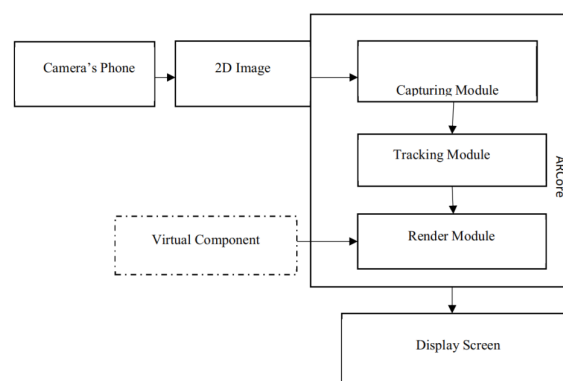 Camera's Phone
2D Image
Capturing Module
Tracking Module
ARCore
Virtual Component
Render Module
Display Screen